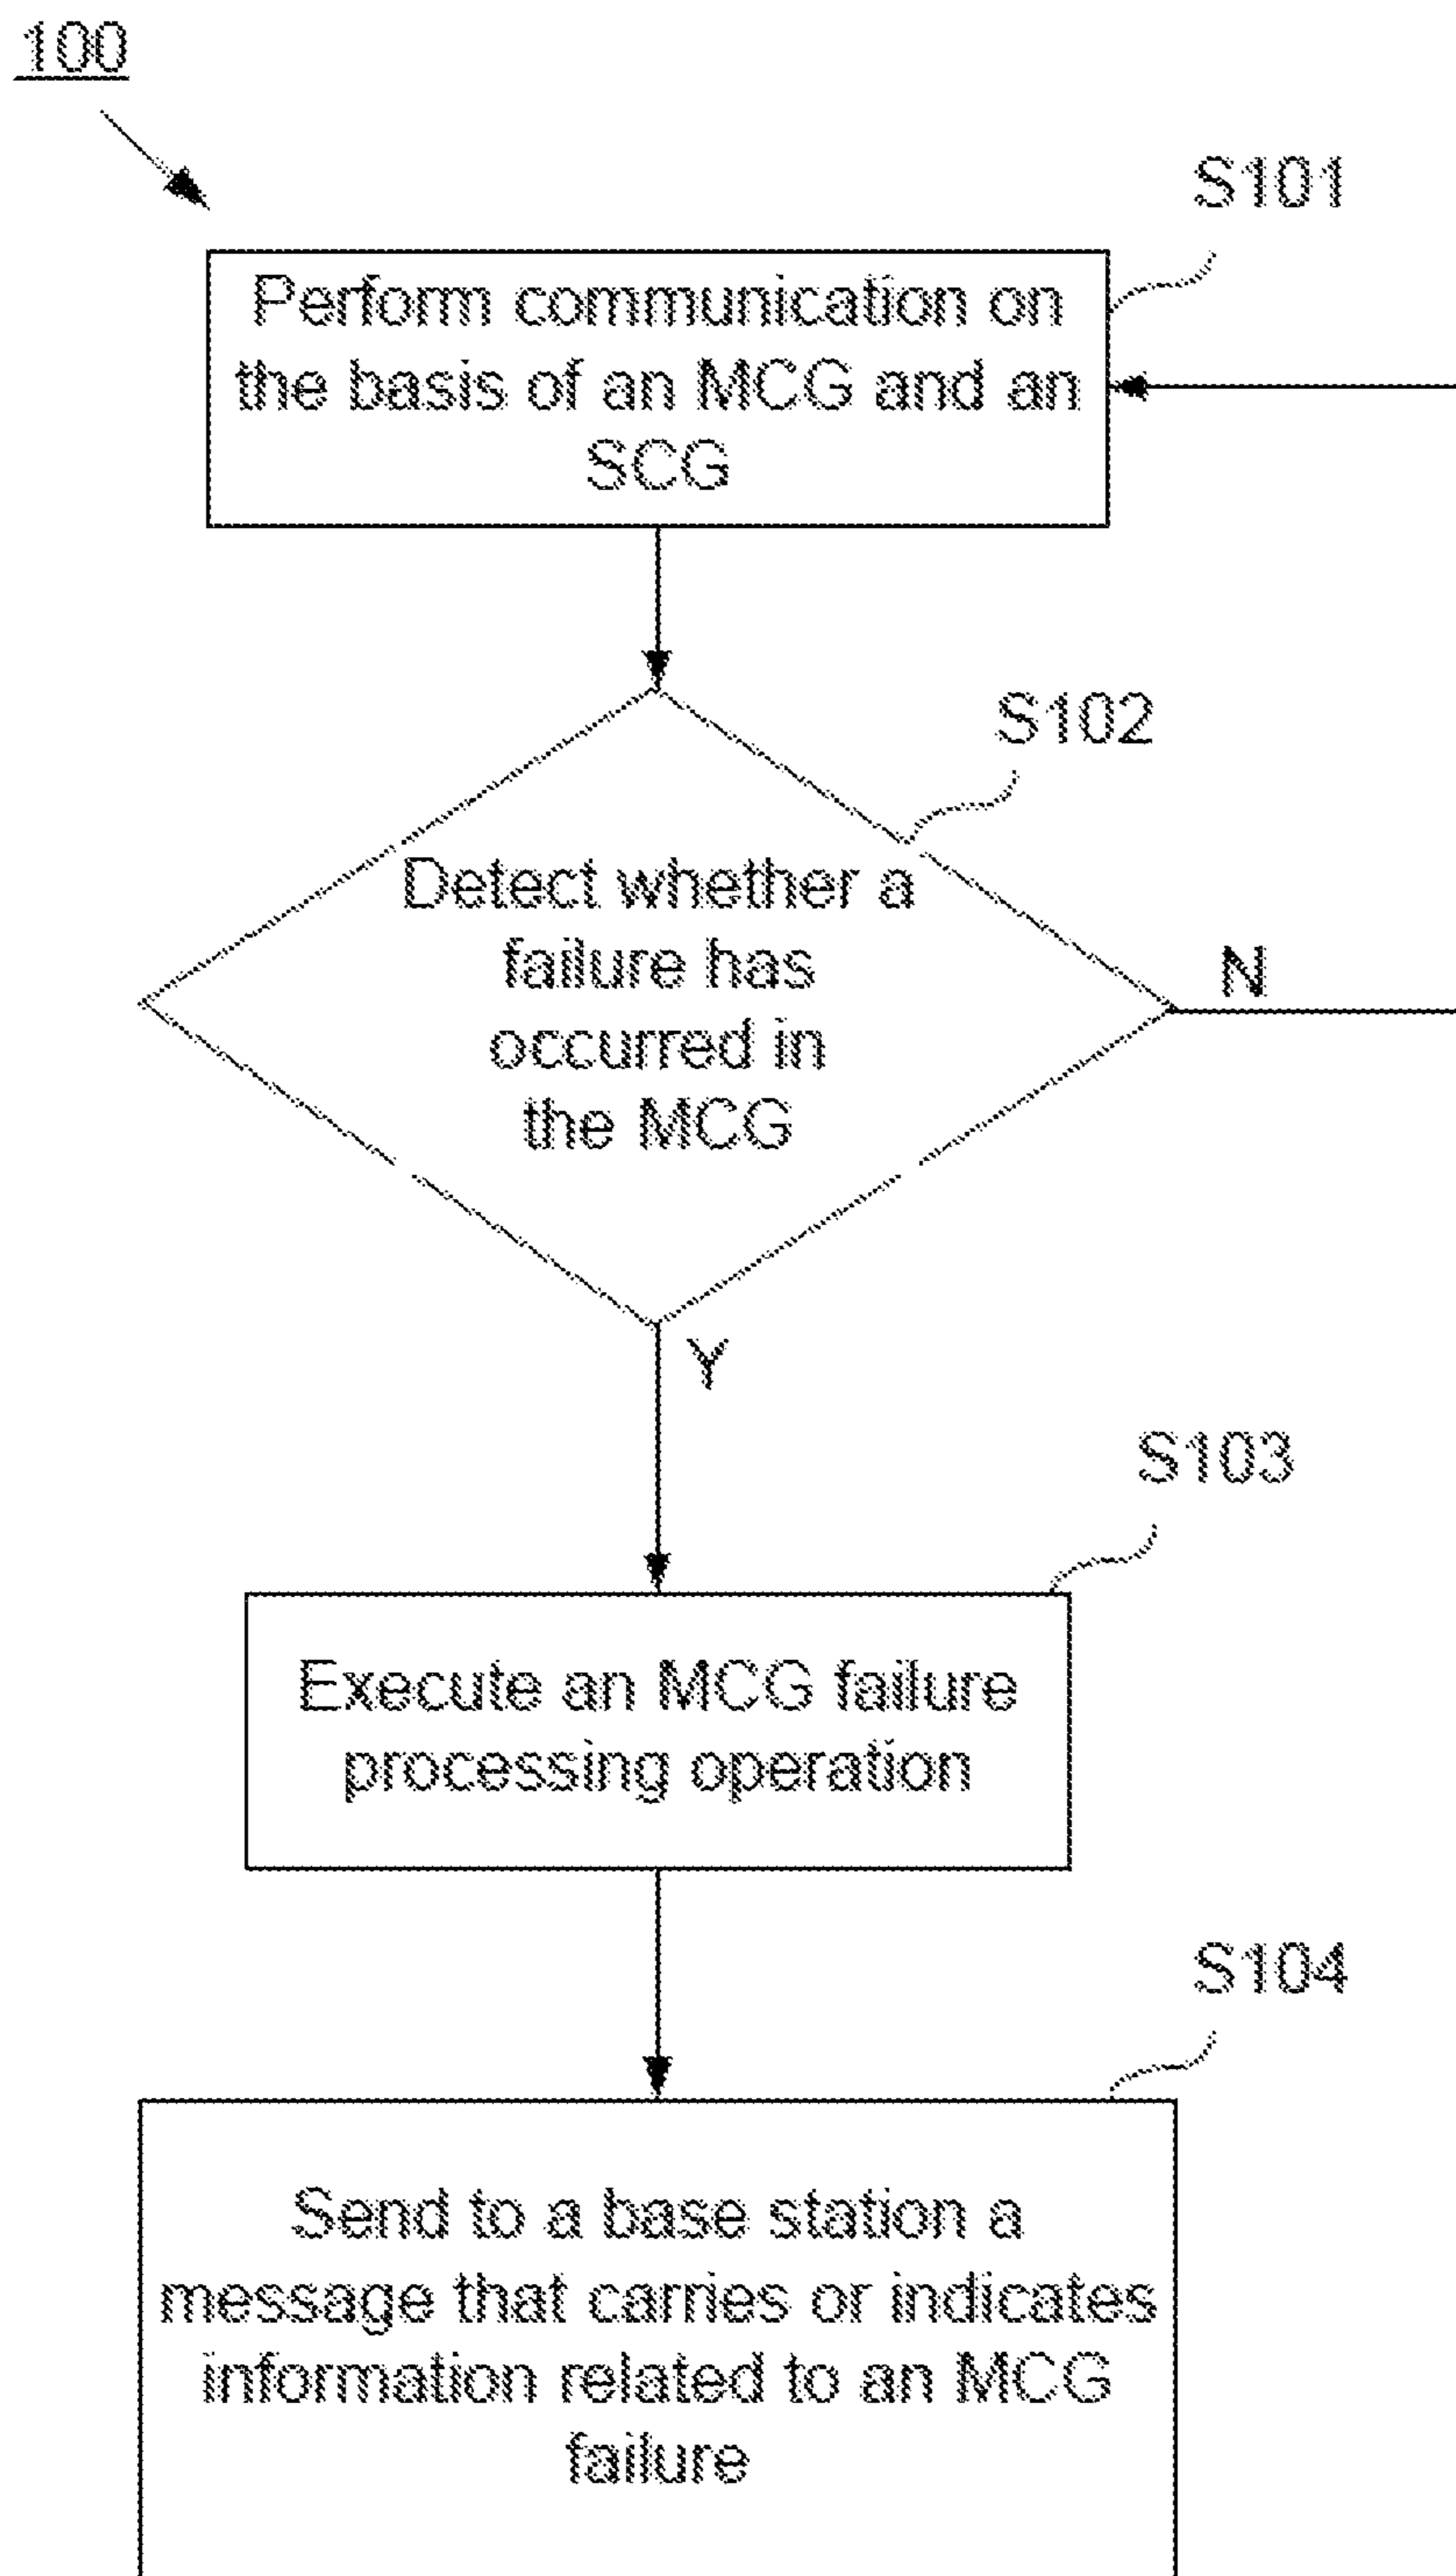 100
S101
Perform communication on
the basis of an MCG and an
SCG
S102
Detect whether a
failure has
occurred in
the MCG
N
Y
S103
Execute an MCG failure
processing operation
S104
Send to a base station a
message that carries or indicates
information related to an MCG
failure